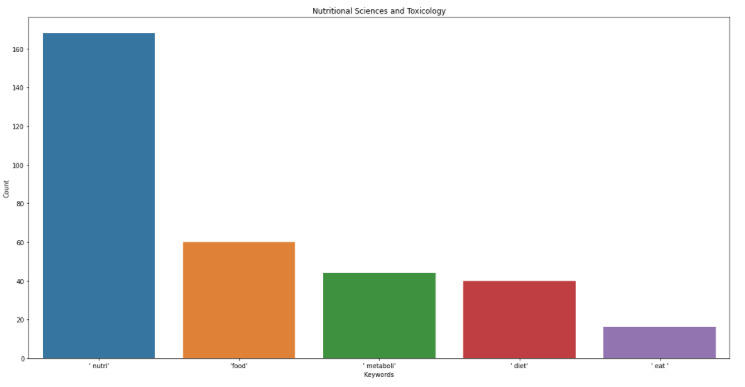 Nutritional Sciences and Toxicology
160
140
120
100
80
60
40
20
0
Count
' nutri' 'food' ' metaboli' ' diet' ' eat '
Keywords